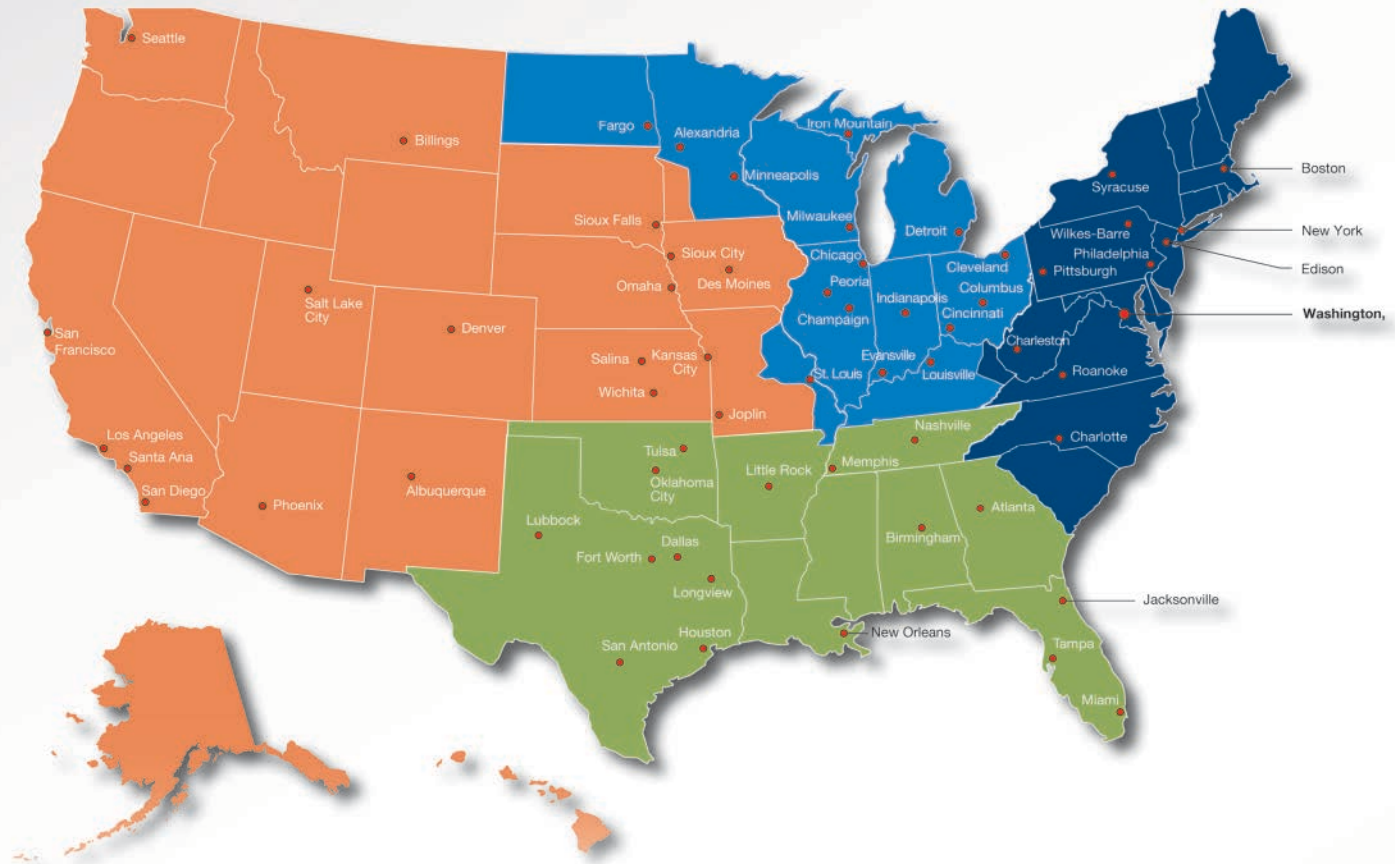 Seattle
Billings
Fargo
Alexandria
Iron Mountain
Minneapolis
Boston
Syracuse
Sioux Falls
Milwaukee
Detroit
New York
Wilkes-Barre
Sioux City
Chicago
Cleveland
Philadelphia
Edison
Des Moines
Pittsburgh
Omaha
Peoria
Columbus
Salt Lake
City
Indianapolis
Champaign
Cincinnati
Washington,
San
Francisco
Denver
Charleston
Salina
Kansas
City
Evansville
St. Louis
Louisville
Roanoke
Wichita
Joplin
Nashville
Los Angeles
Charlotte
Santa Ana
Tulsa
Memphis
Little Rock
Oklahoma
City
San Diego
Albuquerque
Phoenix
Atlanta
Lubbock
Birmingham
Dallas
Fort Worth
Longview
Jacksonville
Houston
New Orleans
San Antonio
Tampa
Miami